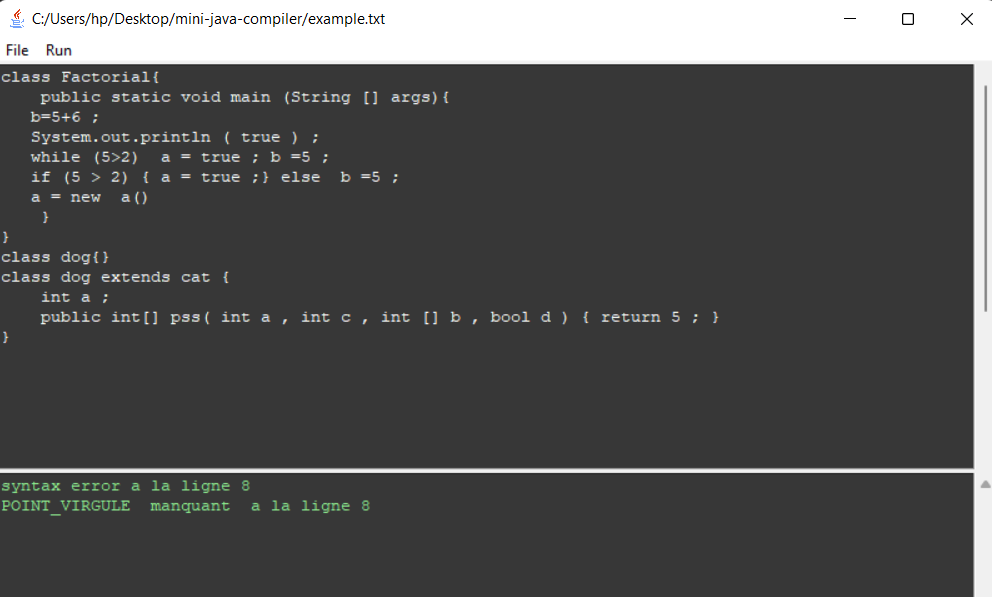 C:/Users/hp/Desktop/mini-java-compiler/example.txt
File Run
class Factorial{
    public static void main (String [] args){
   b=5+6 ;
   System.out.println ( true ) ;
   while (5>2)  a = true ; b =5 ;
   if (5 > 2) { a = true ;} else  b =5 ;
   a = new  a()
    }
}
class dog{}
class dog extends cat {
    int a ;
    public int[] pss( int a , int c , int [] b , bool d ) { return 5 ; }
}
syntax error a la ligne 8
POINT_VIRGULE  manquant  a la ligne 8